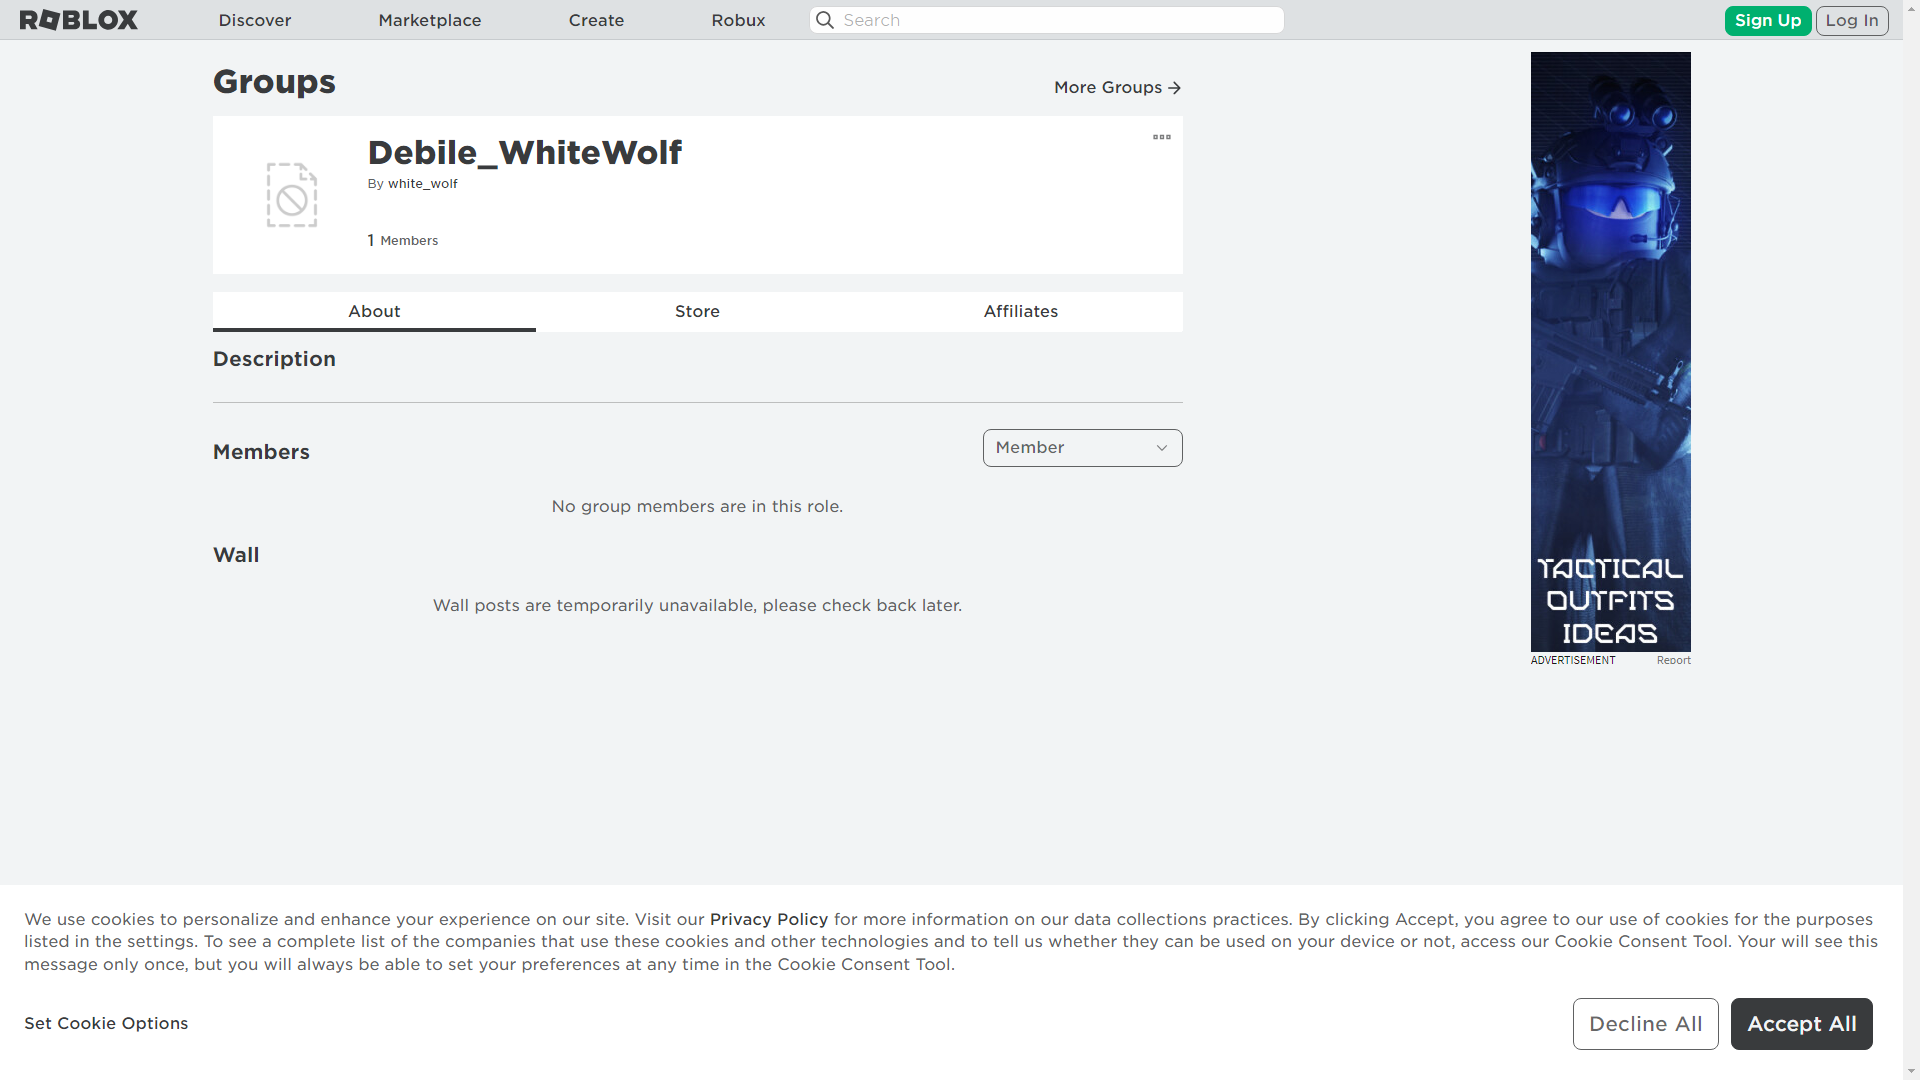 ROBLOX
Discover
Marketplace
Create
Robux
Search
Sign Up
Log In
Groups
More Groups
Debile_WhiteWolf
By white_wolf
1 Members
About
Store
Affiliates
Description
Members
Member
No group members are in this role.
Wall
Wall posts are temporarily unavailable, please check back later.
TACTICAL
OUTFITS
IDEAS
ADVERTISEMENT
Report
We use cookies to personalize and enhance your experience on our site. Visit our Privacy Policy for more information on our data collections practices. By clicking Accept, you agree to our use of cookies for the purposes
listed in the settings. To see a complete list of the companies that use these cookies and other technologies and to tell us whether they can be used on your device or not, access our Cookie Consent Tool. Your will see this
message only once, but you will always be able to set your preferences at any time in the Cookie Consent Tool.
Set Cookie Options
Decline All
Accept All